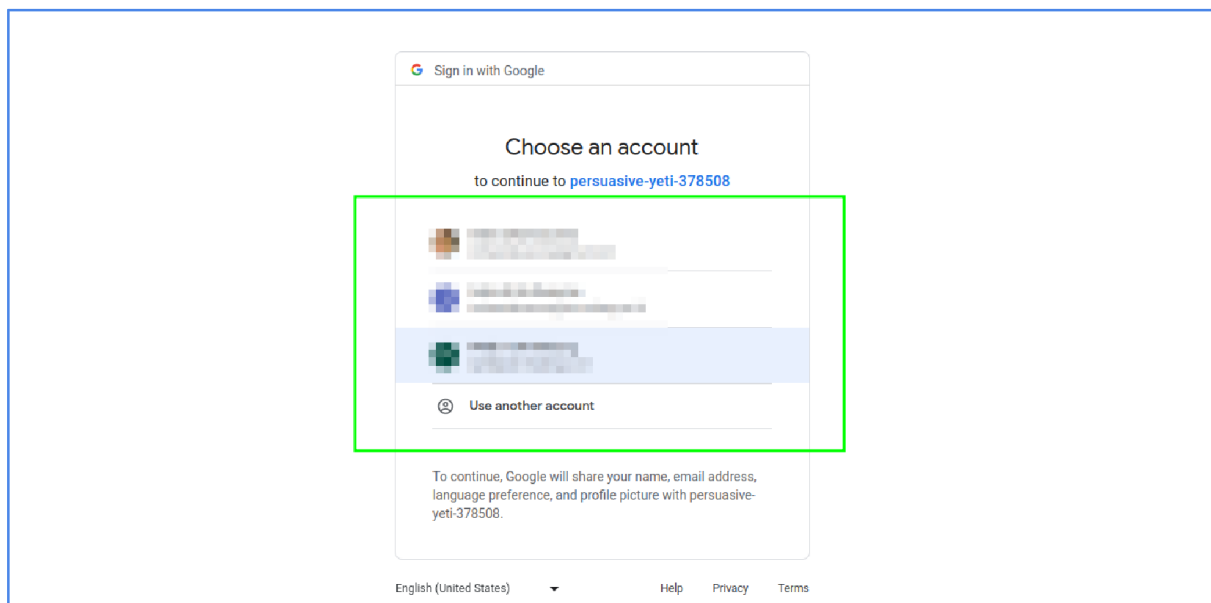 Sign in with Google
Choose an account
to continue to persuasive-yeti-378508
Use another account
To continue, Google will share your name, email address,
language preference, and profile picture with persuasive-
yeti-378508.
English (United States)
Help Privacy Terms